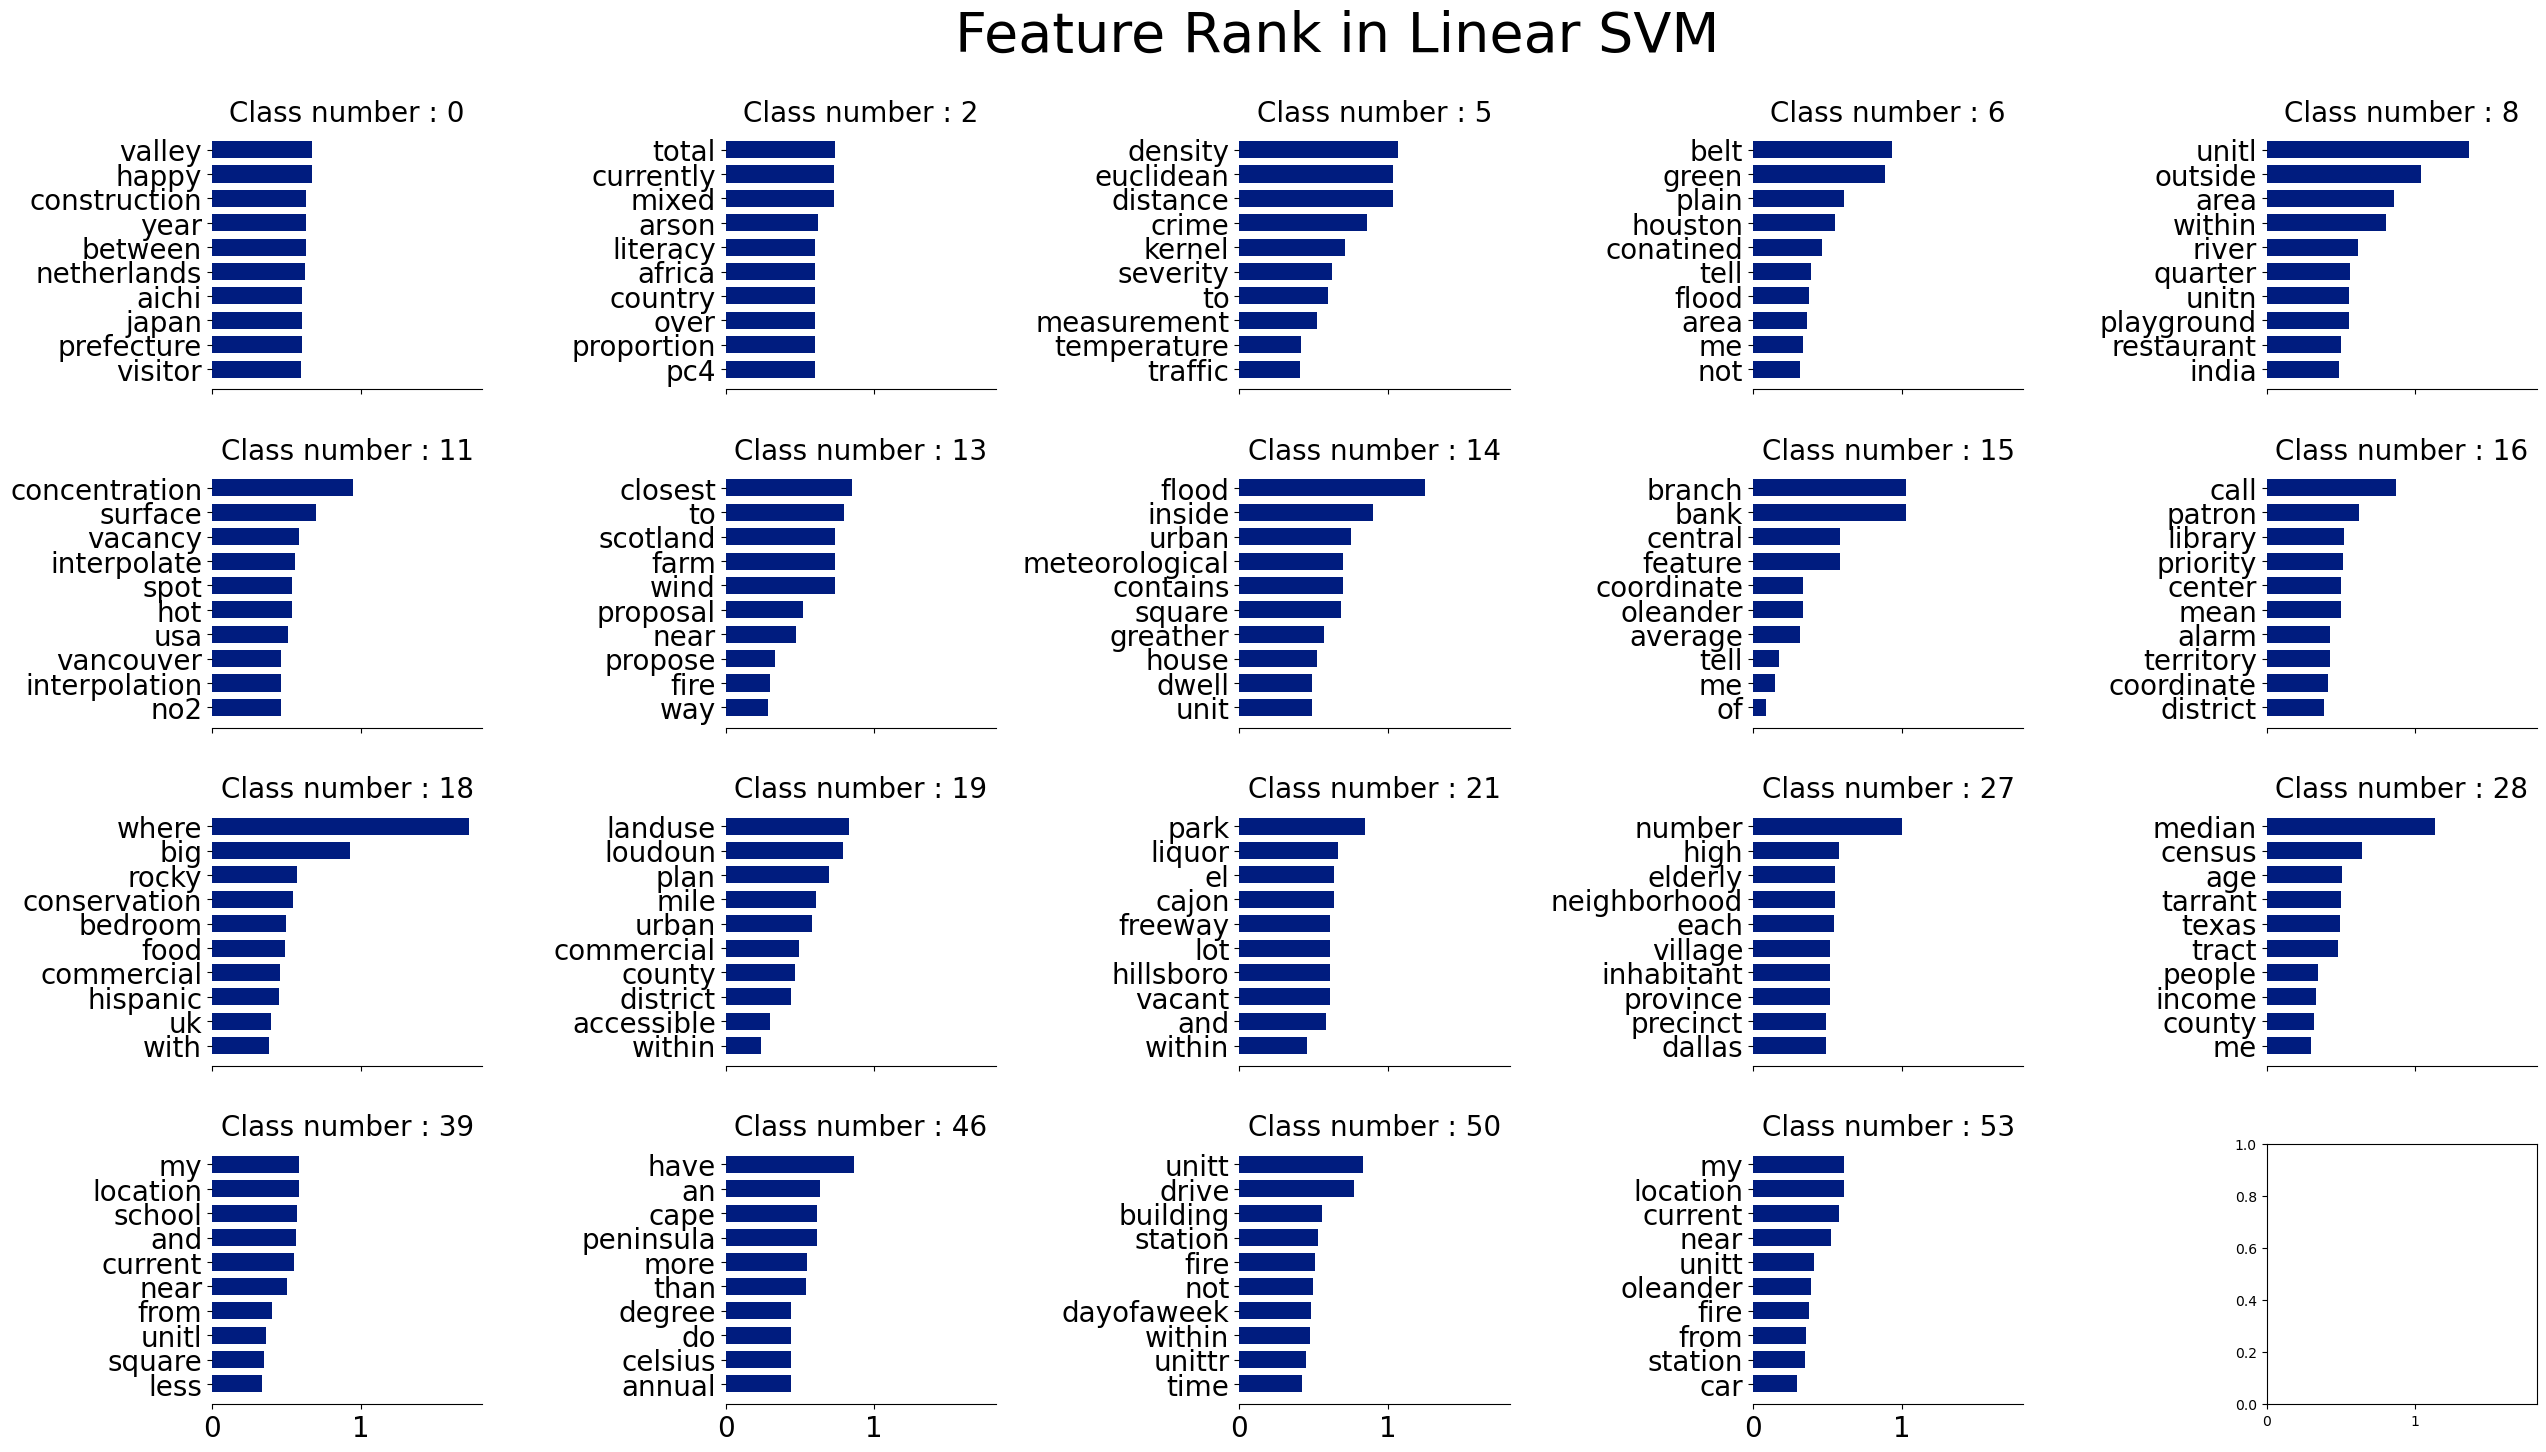 Feature Rank in Linear SVM
Class number : 0
valley
happy
construction
year
between
netherlands
aichi
japan
prefecture
visitor
Class number : 2
total
currently
mixed
arson
literacy
africa
country
over
proportion
pc4
Class number : 5
density
euclidean
distance
crime
kernel
severity
to
measurement
temperature
traffic
Class number : 6
belt
green
plain
houston
conatined
tell
flood
area
me
not
Class number : 8
unitl
outside
area
within
river
quarter
unitn
playground
restaurant
india
Class number : 11
concentration
surface
vacancy
interpolate
spot
hot
usa
vancouver
interpolation
no2
Class number : 13
closest
to
scotland
farm
wind
proposal
near
propose
fire
way
Class number : 14
flood
inside
urban
meteorological
contains
square
greather
house
dwell
unit
Class number : 15
branch
bank
central
feature
coordinate
oleander
average
tell
me
of
Class number : 16
call
patron
library
priority
center
mean
alarm
territory
coordinate
district
Class number : 18
where
big
rocky
conservation
bedroom
food
commercial
hispanic
uk
with
Class number : 19
landuse
loudoun
plan
mile
urban
commercial
county
district
accessible
within
Class number : 21
park
liquor
el
cajon
freeway
lot
hillsboro
vacant
and
within
Class number : 27
number
high
elderly
neighborhood
each
village
inhabitant
province
precinct
dallas
Class number : 28
median
census
age
tarrant
texas
tract
people
income
county
me
Class number : 39
my
location
school
and
current
near
from
unitl
square
less
0 1
Class number : 46
have
an
cape
peninsula
more
than
degree
do
celsius
annual
0 1
Class number : 50
unitt
drive
building
station
fire
not
dayofaweek
within
unittr
time
0 1
Class number : 53
my
location
current
near
unitt
oleander
fire
from
station
car
0 1
1.0
0.8
0.6
0.4
0.2
0.0
0 1